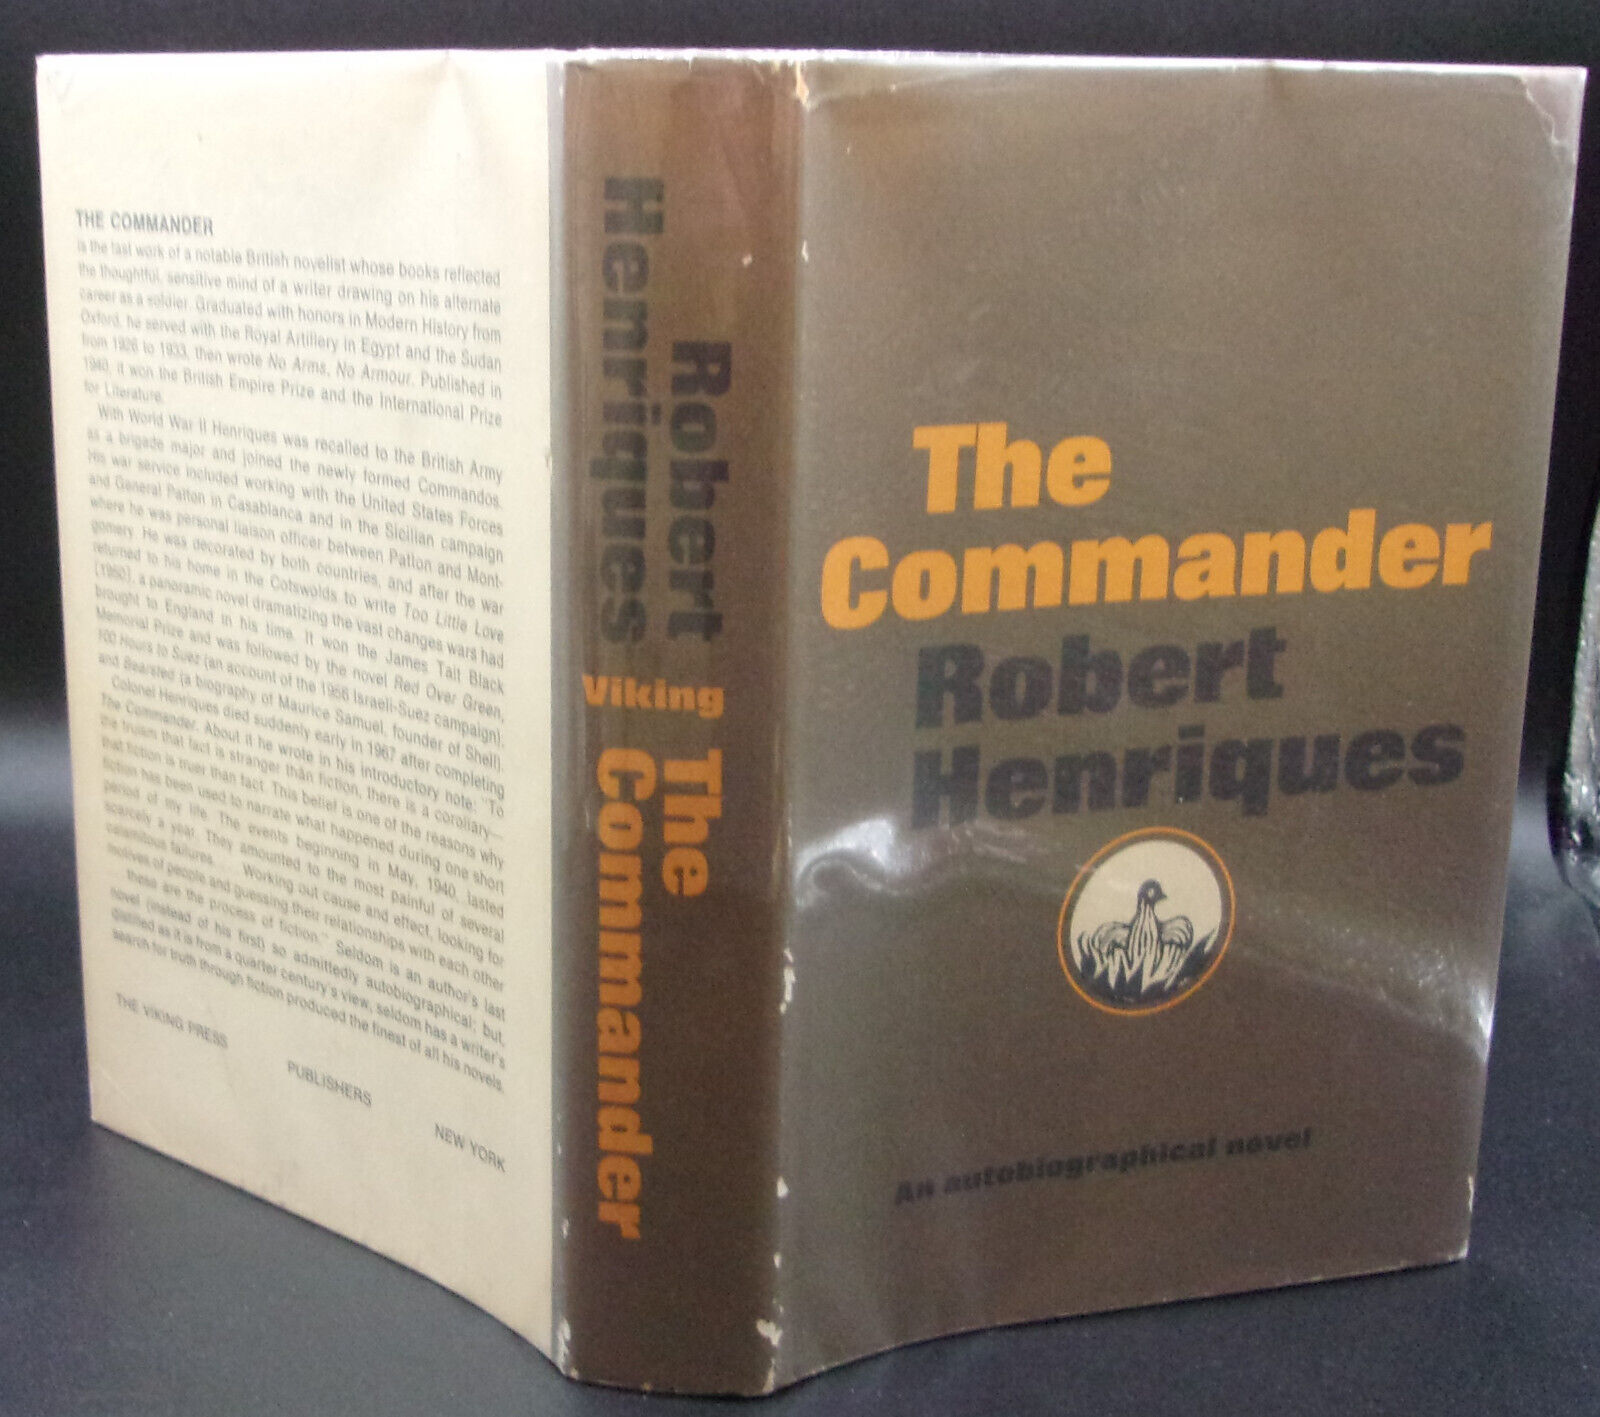 THE COMMANDER
is the last work of a notable British novelist whose books reflected
the thoughtful, sensitive mind of a writer drawing on his alternate
career as a soldier. Graduated with honors in Modern History from
Oxford, he served with the Royal Artillery in Egypt and the Sudan
from 1926 to 1933, then wrote No Arms, No Armour. Published in
1940, it won the British Empire Prize and the International Prize
for Literature.
With World War II Henriques was recalled to the British Army
as a brigade major and joined the newly formed Commandos.
His war service included working with the United States Forces
and General Patton in Casablanca and in the Sicilian campaign
where he was personal liaison officer between Patton and Mont-
gomery. He was decorated by both countries, and after the war
returned to his home in the Cotswolds to write Too Little Love
[1950], a panoramic novel dramatizing the vast changes wars had
brought to England in his time. It won the James Tait Black
Memorial Prize and was followed by the novel Red Over Green,
100 Hours to Suez (an account of the 1956 Israeli-Suez campaign),
and Bearsted (a biography of Maurice Samuel, founder of Shell).
Colonel Henriques died suddenly early in 1967 after completing
The Commander. About it he wrote in his introductory note: "To
the truism that fact is stranger than fiction, there is a corollary—
that fiction is truer than fact. This belief is one of the reasons why
fiction has been used to narrate what happened during one short
period of my life. The events beginning in May, 1940, lasted
scarcely a year. They amounted to the most painful of several
calamitous failures. . . . Working out cause and effect, looking for
motives of people and guessing their relationships with each other
these are the process of fiction." Seldom is an author's last
novel (instead of his first) so admittedly autobiographical; but,
distilled as it is from a quarter century's view, seldom has a writer's
search for truth through fiction produced the finest of all his novels.
THE VIKING PRESS
PUBLISHERS
NEW YORK
Robert
Henriques
Viking
The
Commander
The
Commander
Robert
Henriques
An autobiographical novel